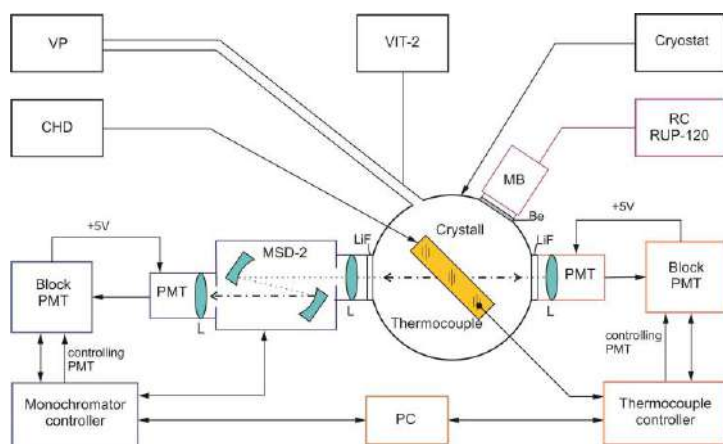 VP
VIT-2
Cryostat
CHD
RC
RUP-120
MB
Be
+5V
MSD-2
LiF
Crystall
LiF
+5V
Block
PMT
PMT
L
L
Thermocouple
L
PMT
Block
PMT
controlling
PMT
controlling
PMT
Monochromator
controller
PC
Thermocouple
controller